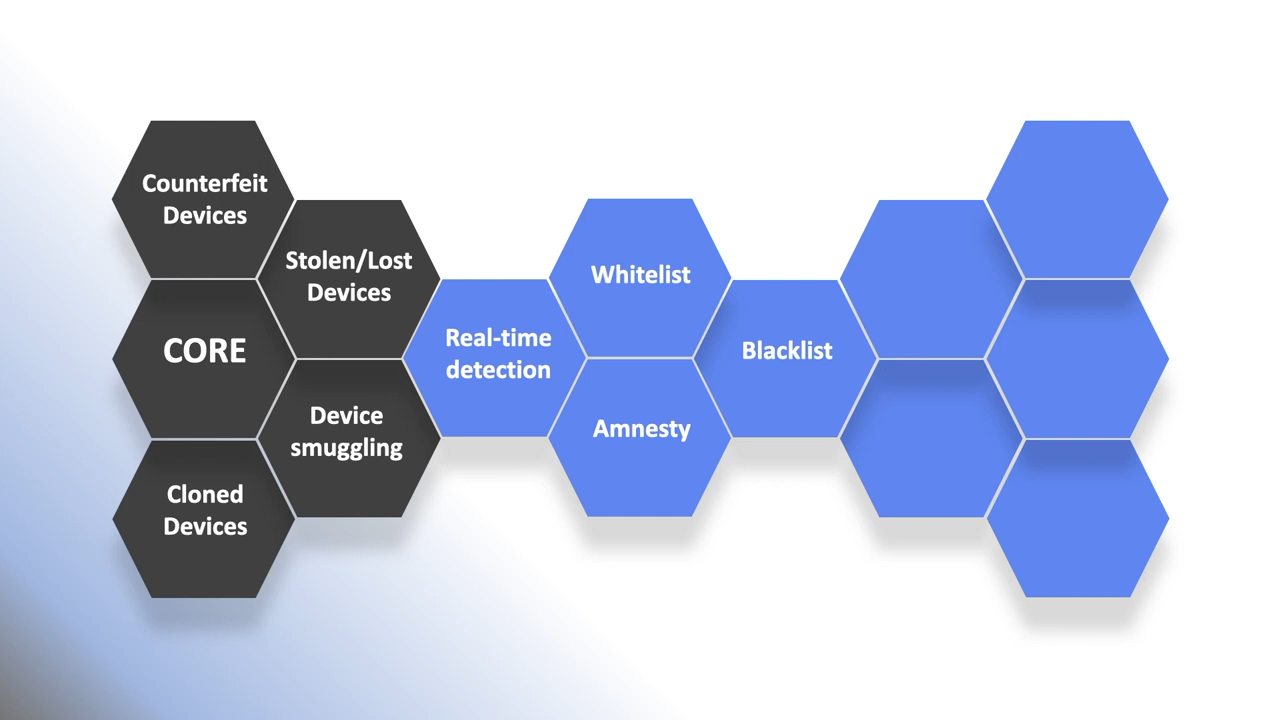 Counterfeit
Devices
Stolen/Lost
Devices
CORE
Device
smuggling
Cloned
Devices
Real-time
detection
Whitelist
Amnesty
Blacklist